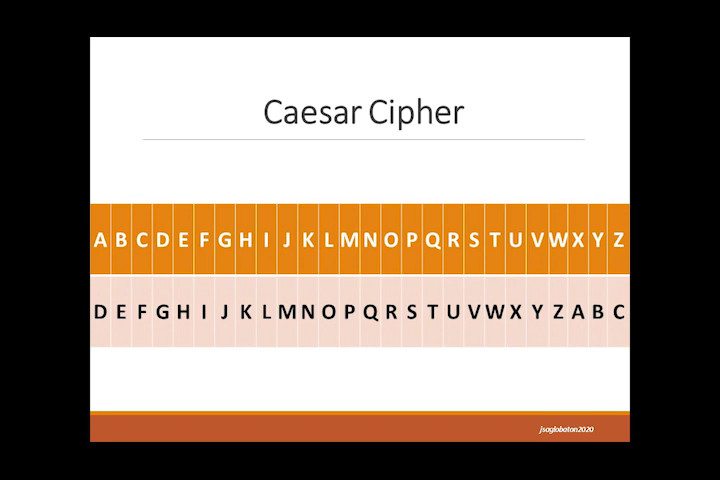 Caesar Cipher
A B C D E F G H I J K L M N O P Q R S T U V W X Y Z
D E F G H I J K L M N O P Q R S T U V W X Y Z A B C
jsaglobaton2020